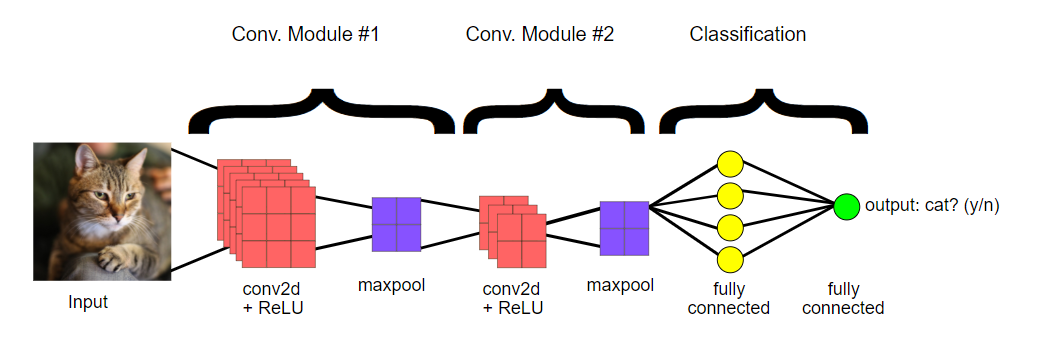 Conv. Module #1
Conv. Module #2
Classification
Input
conv2d
+ ReLU
maxpool
conv2d
+ ReLU
maxpool
fully
connected
fully
connected
output: cat? (y/n)